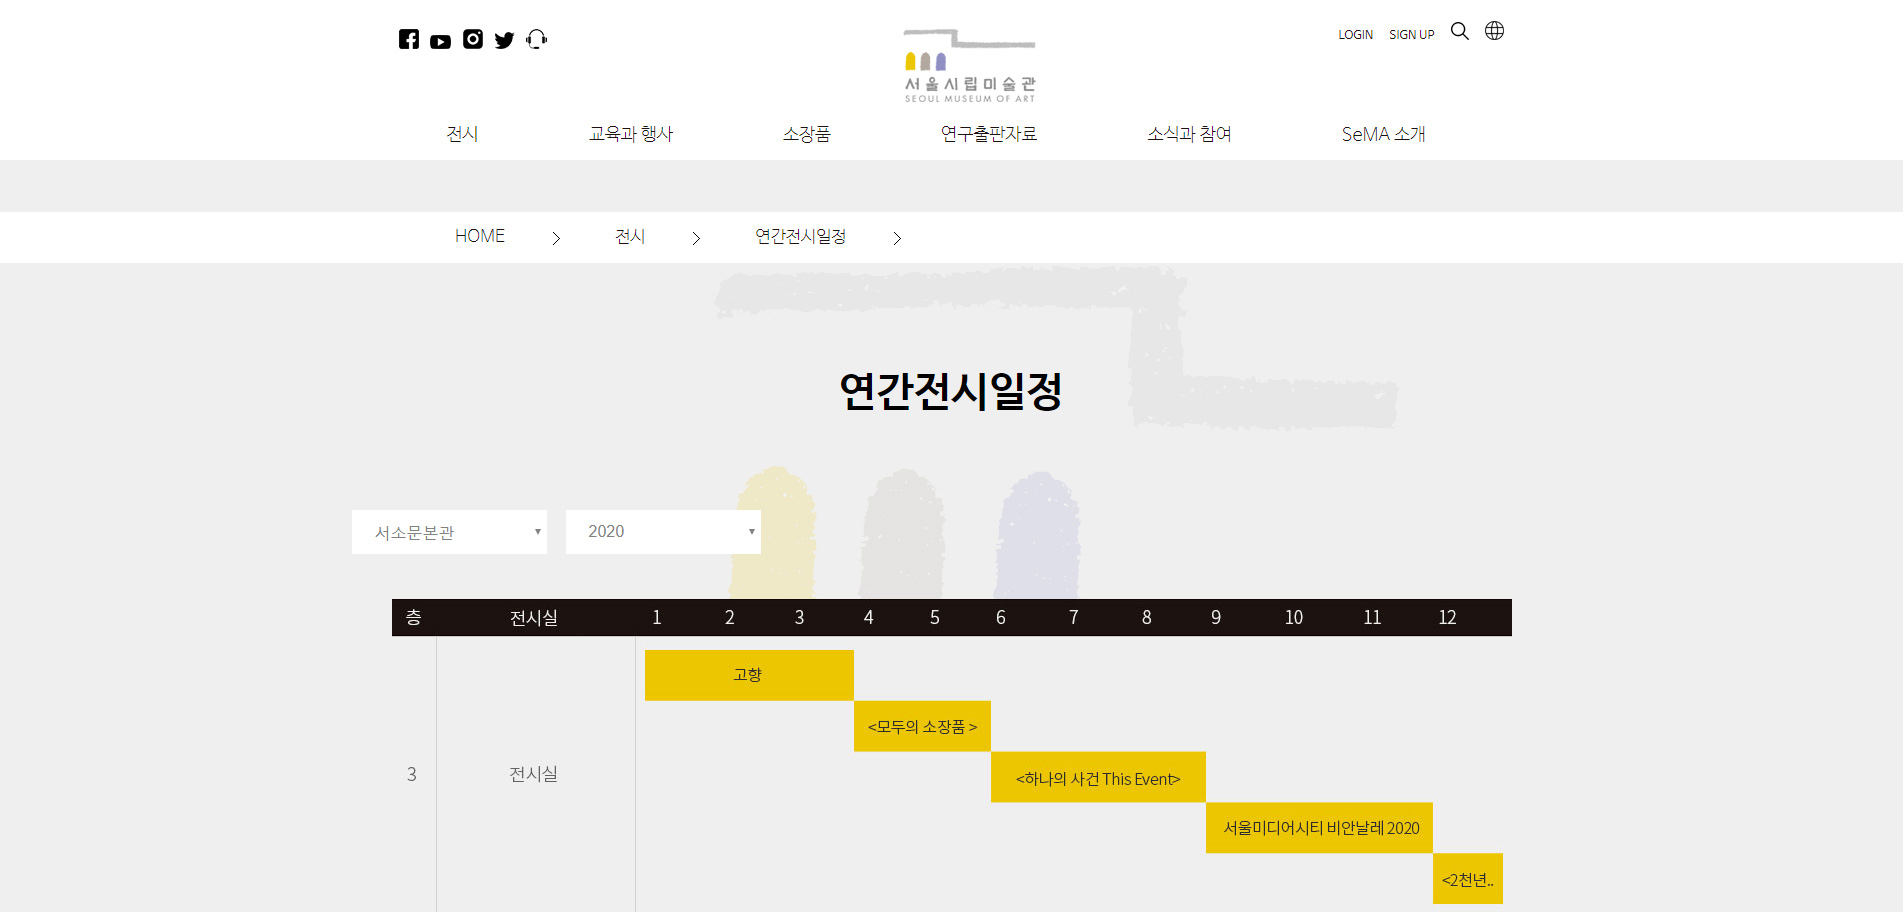 LOGIN SIGN UP
서울시립미술관
SEOUL MUSEUM OF ART
전시 교육과 행사 소장품 연구출판자료 소식과 참여 SeMA 소개
HOME 전시 연간전시일정
연간전시일정
서소문본관 2020
층 전시실 1 2 3 4 5 6 7 8 9 10 11 12
고향
<모두의 소장품 >
3 전시실 <하나의 사건 This Event>
서울미디어시티 비안날레 2020
<2천년..